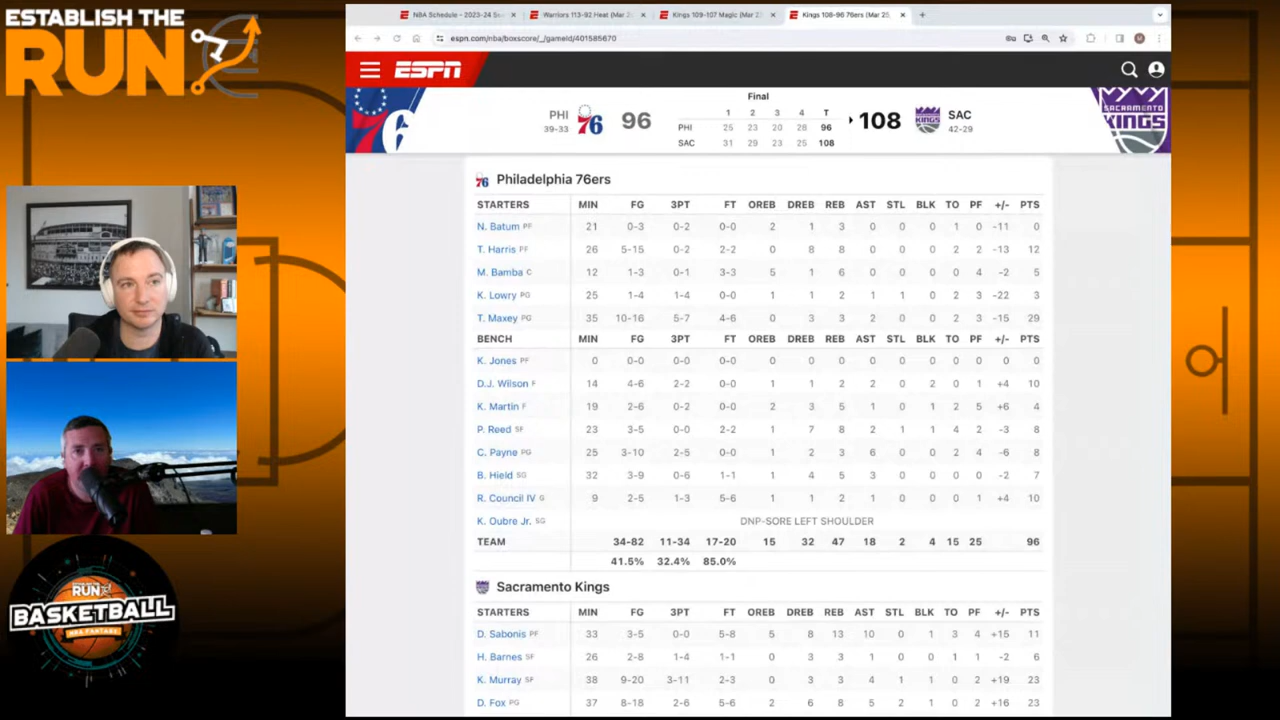 ESTABLISH THE
RUN
NBA Schedule - 2023-24 Se
Warriors 113-92 Heat (Mar 2
Kings 109-107 Magic (Mar 2
Kings 108-96 76ers (Mar 25,
espn.com/nba/boxscore/_/gameId/401585670
ESPN
Final
PHI 39-33 76 96
1 2 3 4 T
PHI 25 23 20 28 96
SAC 31 29 23 25 108
108 KINGS SAC 42-29
SACRAMENTO KINGS
76 Philadelphia 76ers
STARTERS MIN FG 3PT FT OREB DREB REB AST STL BLK TO PF +/- PTS
N. Batum PF 21 0-3 0-2 0-0 2 1 3 0 0 0 1 0 -11 0
T. Harris PF 26 5-15 0-2 2-2 0 8 8 0 0 0 2 2 -13 12
M. Bamba C 12 1-3 0-1 3-3 5 1 6 0 0 0 0 4 -2 5
K. Lowry PG 25 1-4 1-4 0-0 1 1 2 1 1 0 2 3 -22 3
T. Maxey PG 35 10-16 5-7 4-6 0 3 3 2 0 0 2 3 -15 29
BENCH MIN FG 3PT FT OREB DREB REB AST STL BLK TO PF +/- PTS
K. Jones PF 0 0-0 0-0 0-0 0 0 0 0 0 0 0 0 0 0
D.J. Wilson F 14 4-6 2-2 0-0 1 1 2 2 0 2 0 1 +4 10
K. Martin F 19 2-6 0-2 0-0 2 3 5 1 0 1 2 5 +6 4
P. Reed SF 23 3-5 0-0 2-2 1 7 8 2 1 1 4 2 -3 8
C. Payne PG 25 3-10 2-5 0-0 1 2 3 6 0 0 2 4 -6 8
B. Hield SG 32 3-9 0-6 1-1 1 4 5 3 0 0 0 0 -2 7
R. Council IV G 9 2-5 1-3 5-6 1 1 2 1 0 0 0 1 +4 10
K. Oubre Jr. SG DNP-SORE LEFT SHOULDER
TEAM 34-82 11-34 17-20 15 32 47 18 2 4 15 25 96
41.5% 32.4% 85.0%
Sacramento Kings
STARTERS MIN FG 3PT FT OREB DREB REB AST STL BLK TO PF +/- PTS
D. Sabonis PF 33 3-5 0-0 5-8 5 8 13 10 0 1 3 4 +15 11
H. Barnes SF 26 2-8 1-4 1-1 0 3 3 1 0 0 1 1 -2 6
K. Murray SF 38 9-20 3-11 2-3 0 3 3 4 1 1 0 2 +19 23
D. Fox PG 37 8-18 2-6 5-6 2 6 8 5 2 1 0 2 +16 23
ESTABLISH THE
RUN
BASKETBALL
NBA FANTASY